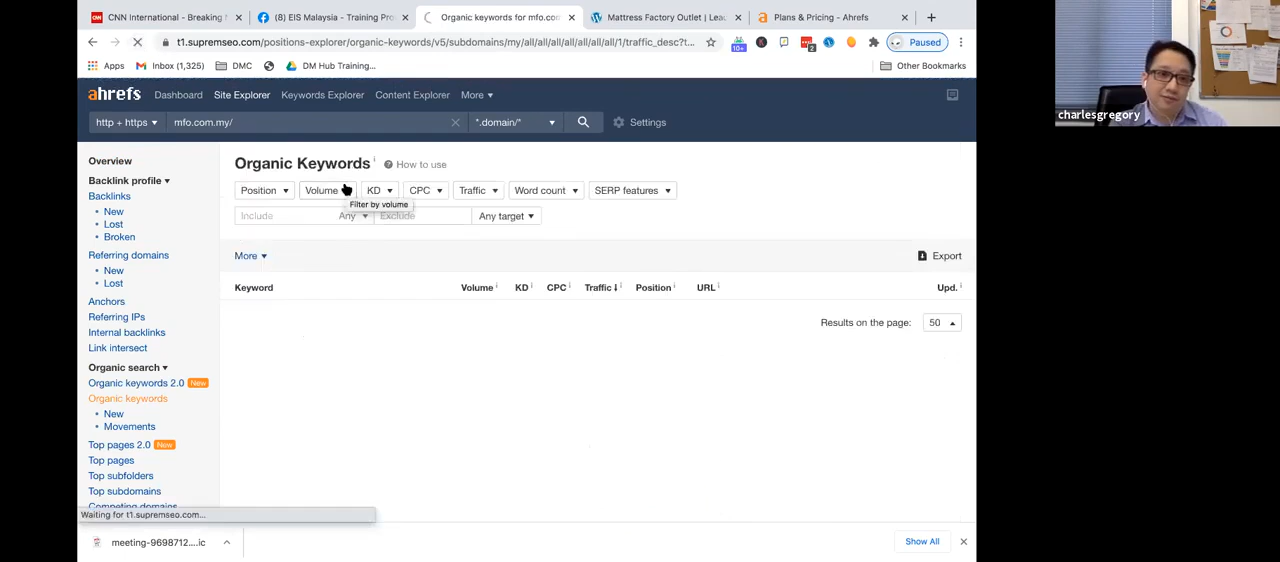 CNN International - Breaking N
(8) EIS Malaysia - Training Pro
Organic keywords for mfo.com
Mattress Factory Outlet | Lead
Plans & Pricing - Ahrefs
t1.supremseo.com/positions-explorer/organic-keywords/v5/subdomains/my/all/all/all/all/all/all/1/traffic_desc?t...
10+
2
Paused
Apps
Inbox (1,325)
DMC
DM Hub Training...
Other Bookmarks
ahrefs
Dashboard
Site Explorer
Keywords Explorer
Content Explorer
More
http + https
mfo.com.my/
*.domain/*
Settings
charlesgregory
Overview
Backlink profile
Backlinks
New
Lost
Broken
Referring domains
New
Lost
Anchors
Referring IPs
Internal backlinks
Link intersect
Organic search
Organic keywords 2.0 New
Organic keywords
New
Movements
Top pages 2.0 New
Top pages
Top subfolders
Top subdomains
Competing domains
Organic Keywords
How to use
Position
Volume
KD
CPC
Traffic
Word count
SERP features
Filter by volume
Include
Any
Exclude
Any target
More
Export
Keyword
Volume
KD
CPC
Traffic
Position
URL
Upd.
Results on the page: 50
Waiting for t1.supremseo.com...
meeting-9698712....ic
Show All